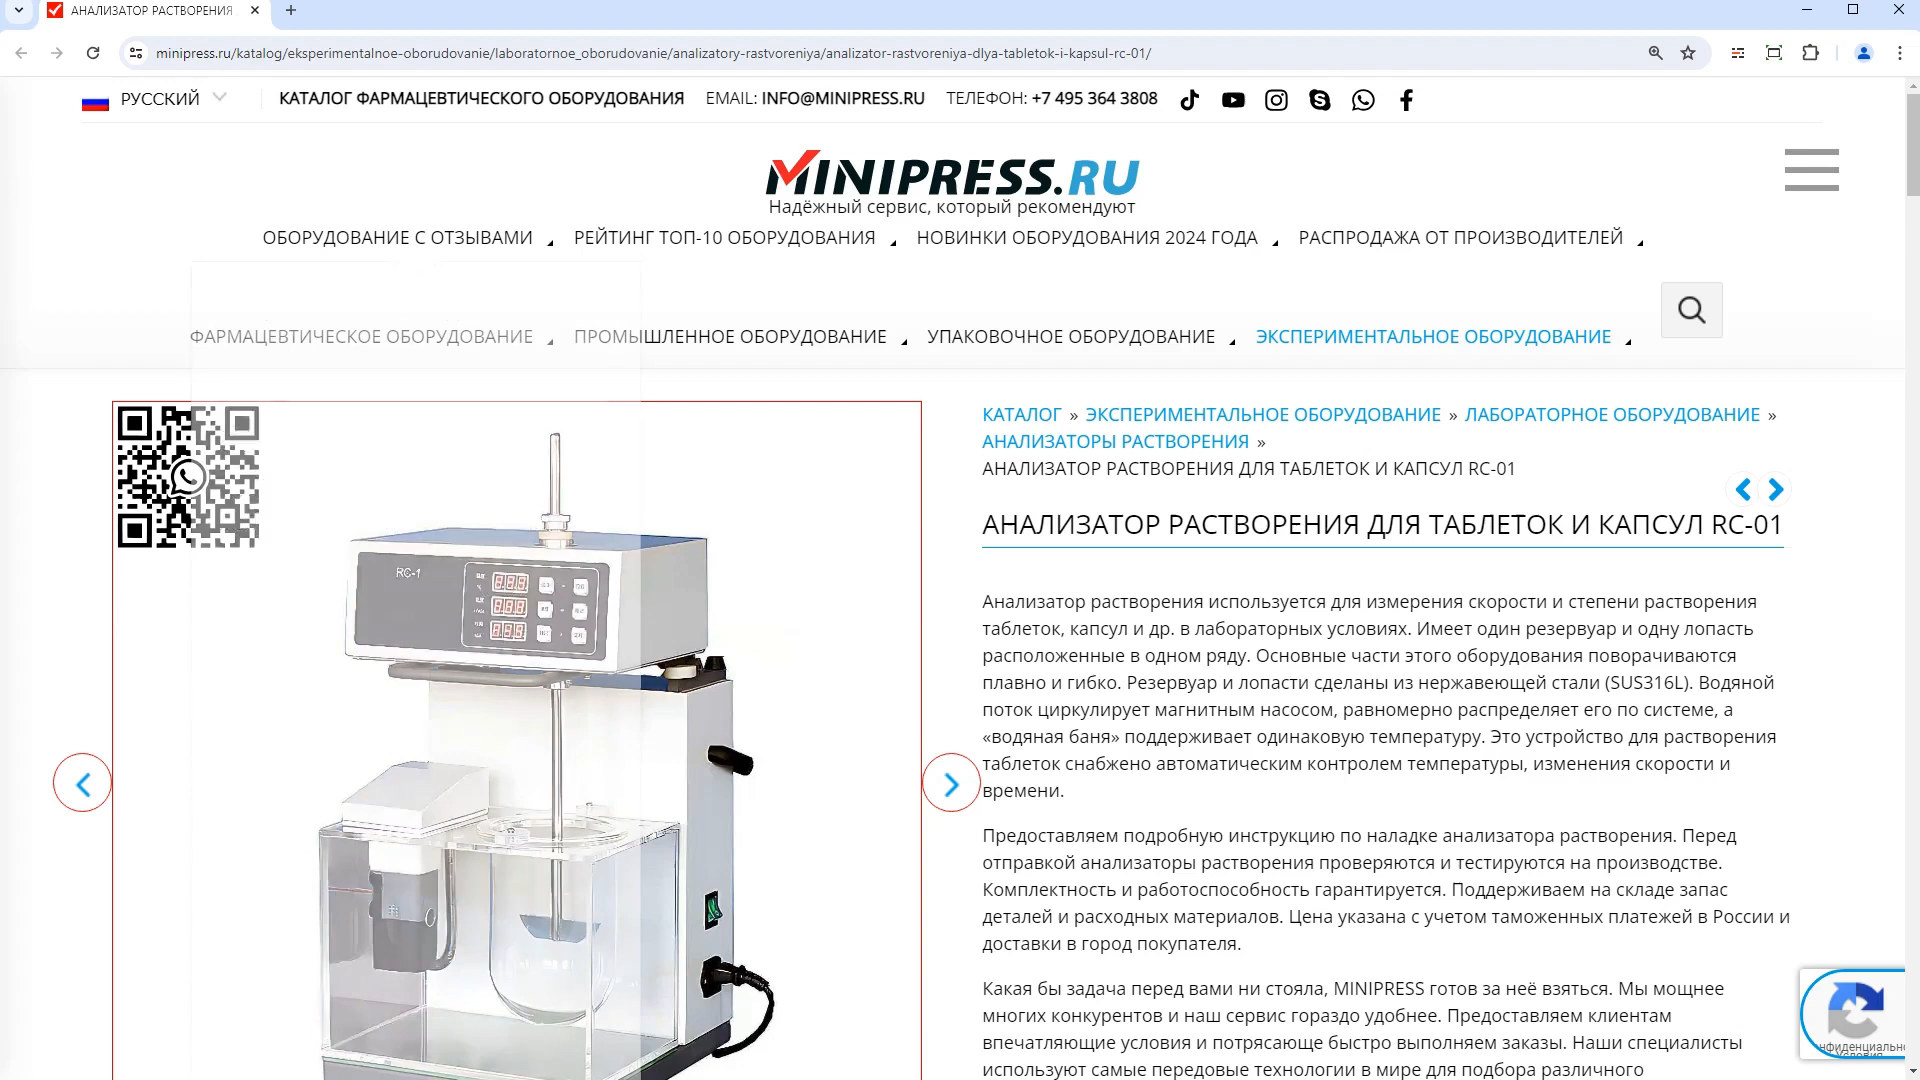 АНАЛИЗАТОР РАСТВОРЕНИЯ
minipress.ru/katalog/eksperimentalnoe-oborudovanie/laboratornoe_oborudovanie/analizatory-rastvoreniya/analizator-rastvoreniya-dlya-tabletok-i-kapsul-rc-01/
РУССКИЙ КАТАЛОГ ФАРМАЦЕВТИЧЕСКОГО ОБОРУДОВАНИЯ EMAIL: INFO@MINIPRESS.RU ТЕЛЕФОН: +7 495 364 3808
MINIPRESS.RU
Надёжный сервис, который рекомендуют
ОБОРУДОВАНИЕ С ОТЗЫВАМИ РЕЙТИНГ ТОП-10 ОБОРУДОВАНИЯ НОВИНКИ ОБОРУДОВАНИЯ 2024 ГОДА РАСПРОДАЖА ОТ ПРОИЗВОДИТЕЛЕЙ
ФАРМАЦЕВТИЧЕСКОЕ ОБОРУДОВАНИЕ ПРОМЫШЛЕННОЕ ОБОРУДОВАНИЕ УПАКОВОЧНОЕ ОБОРУДОВАНИЕ ЭКСПЕРИМЕНТАЛЬНОЕ ОБОРУДОВАНИЕ
RC-1
КАТАЛОГ » ЭКСПЕРИМЕНТАЛЬНОЕ ОБОРУДОВАНИЕ » ЛАБОРАТОРНОЕ ОБОРУДОВАНИЕ »
АНАЛИЗАТОРЫ РАСТВОРЕНИЯ »
АНАЛИЗАТОР РАСТВОРЕНИЯ ДЛЯ ТАБЛЕТОК И КАПСУЛ RC-01
АНАЛИЗАТОР РАСТВОРЕНИЯ ДЛЯ ТАБЛЕТОК И КАПСУЛ RC-01
Анализатор растворения используется для измерения скорости и степени растворения
таблеток, капсул и др. в лабораторных условиях. Имеет один резервуар и одну лопасть
расположенные в одном ряду. Основные части этого оборудования поворачиваются
плавно и гибко. Резервуар и лопасти сделаны из нержавеющей стали (SUS316L). Водяной
поток циркулирует магнитным насосом, равномерно распределяет его по системе, а
«водяная баня» поддерживает одинаковую температуру. Это устройство для растворения
таблеток снабжено автоматическим контролем температуры, изменения скорости и
времени.
Предоставляем подробную инструкцию по наладке анализатора растворения. Перед
отправкой анализаторы растворения проверяются и тестируются на производстве.
Комплектность и работоспособность гарантируется. Поддерживаем на складе запас
деталей и расходных материалов. Цена указана с учетом таможенных платежей в России и
доставки в город покупателя.
Какая бы задача перед вами ни стояла, MINIPRESS готов за неё взяться. Мы мощнее
многих конкурентов и наш сервис гораздо удобнее. Предоставляем клиентам
впечатляющие условия и потрясающе быстро выполняем заказы. Наши специалисты
используют самые передовые технологии в мире для подбора различного